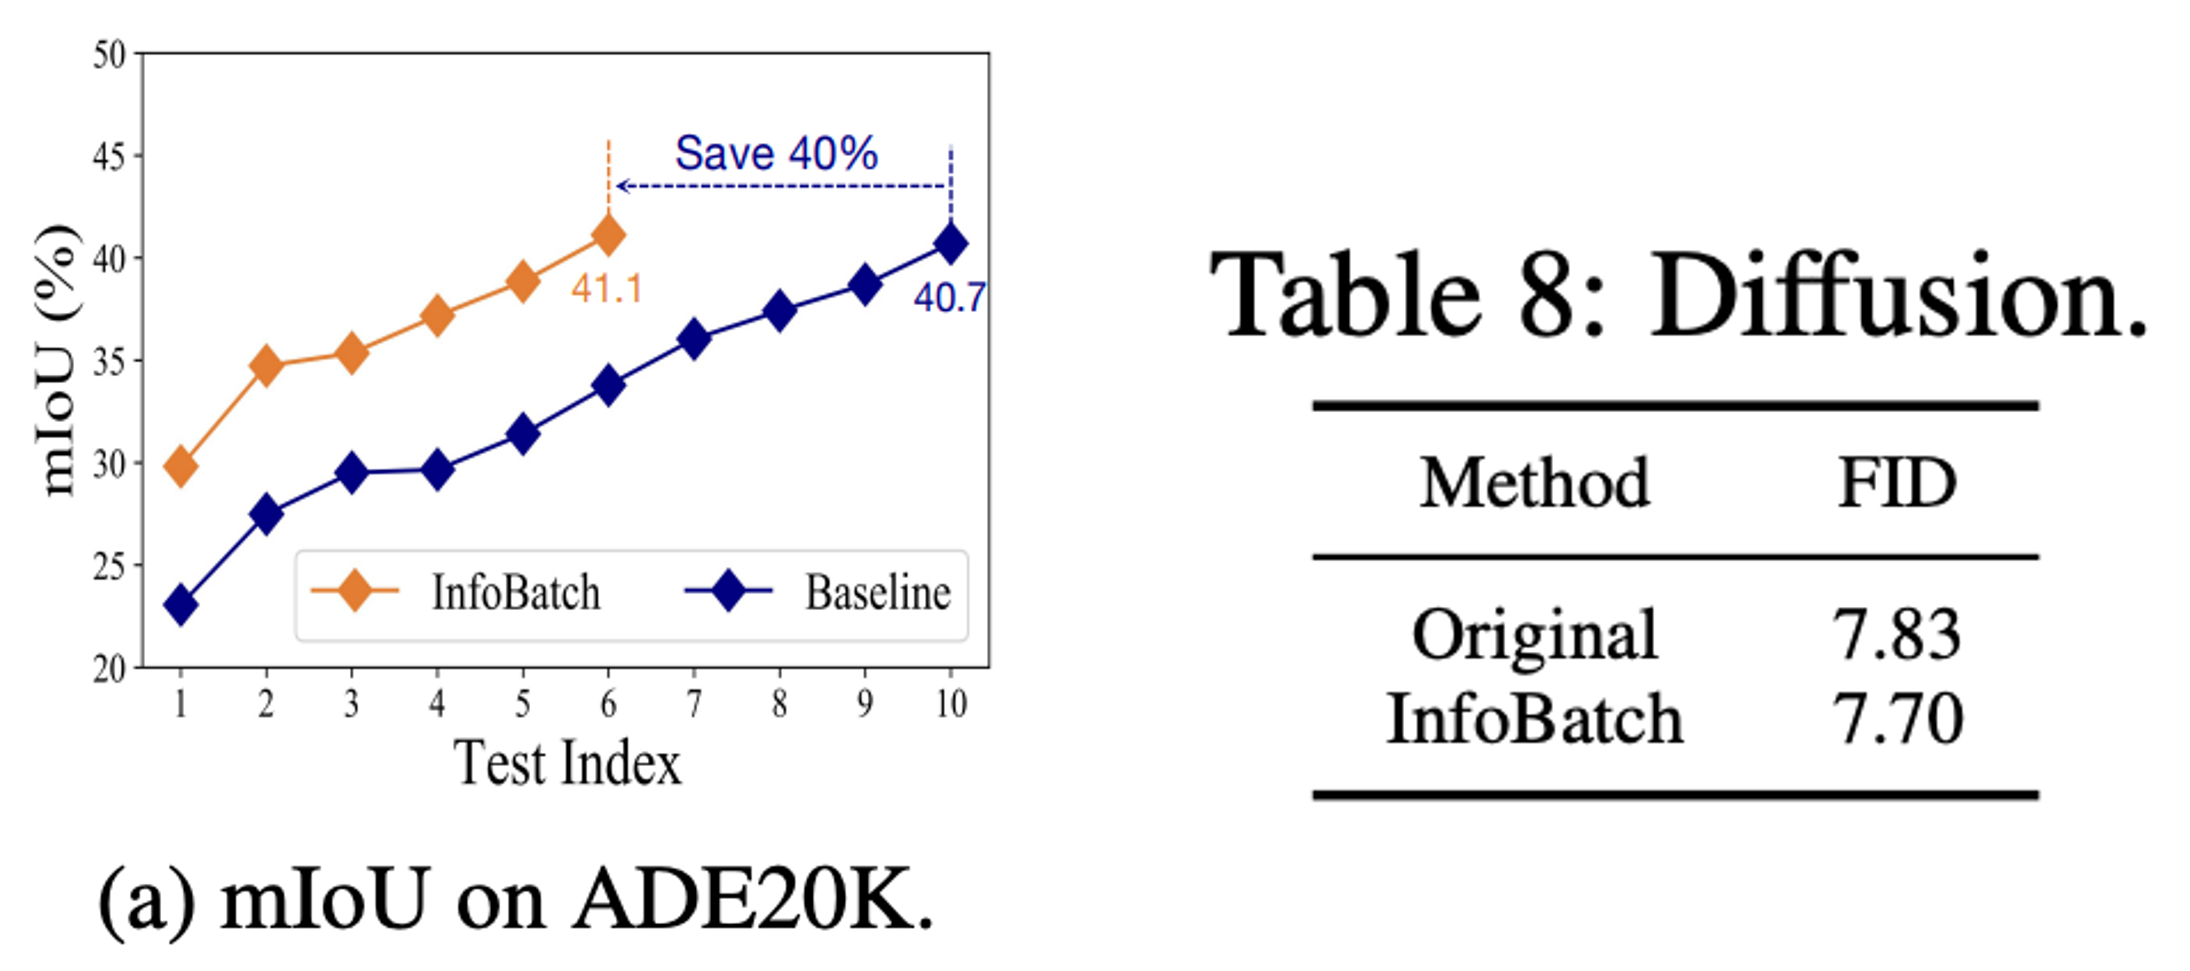 50
45
40
35
30
25
20
mIoU (%)
Save 40%
41.1
40.7
InfoBatch
Baseline
1 2 3 4 5 6 7 8 9 10
Test Index
(a) mIoU on ADE20K.
Table 8: Diffusion.
Method FID
Original 7.83
InfoBatch 7.70